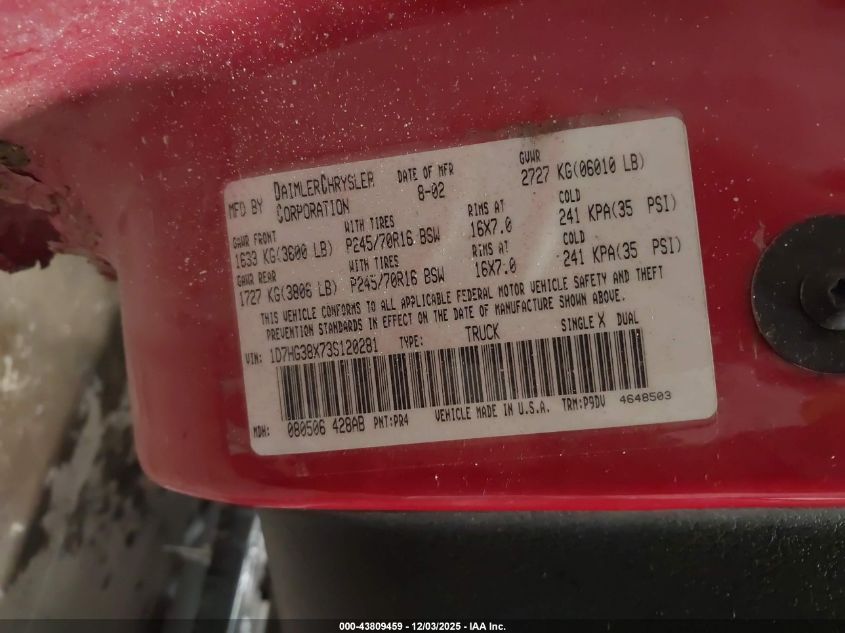 MFD BY DAIMLERCHRYSLER CORPORATION DATE OF MFR 8-02 GVWR 2727 KG(06010 LB)
GAWR FRONT WITH TIRES RIMS AT COLD
1633 KG(3600 LB) P245/70R16 BSW 16X7.0 241 KPA(35 PSI)
GAWR REAR WITH TIRES RIMS AT COLD
1727 KG(3806 LB) P245/70R16 BSW 16X7.0 241 KPA(35 PSI)
THIS VEHICLE CONFORMS TO ALL APPLICABLE FEDERAL MOTOR VEHICLE SAFETY AND THEFT
PREVENTION STANDARDS IN EFFECT ON THE DATE OF MANUFACTURE SHOWN ABOVE.
VIN: 1D7HG38X73S120281 TYPE: TRUCK SINGLE X DUAL
MDH: 080506 428AB PNT:PR4 VEHICLE MADE IN U.S.A. TRM:P9DV 4648503
000-43809459 - 12/03/2025 - IAA Inc.